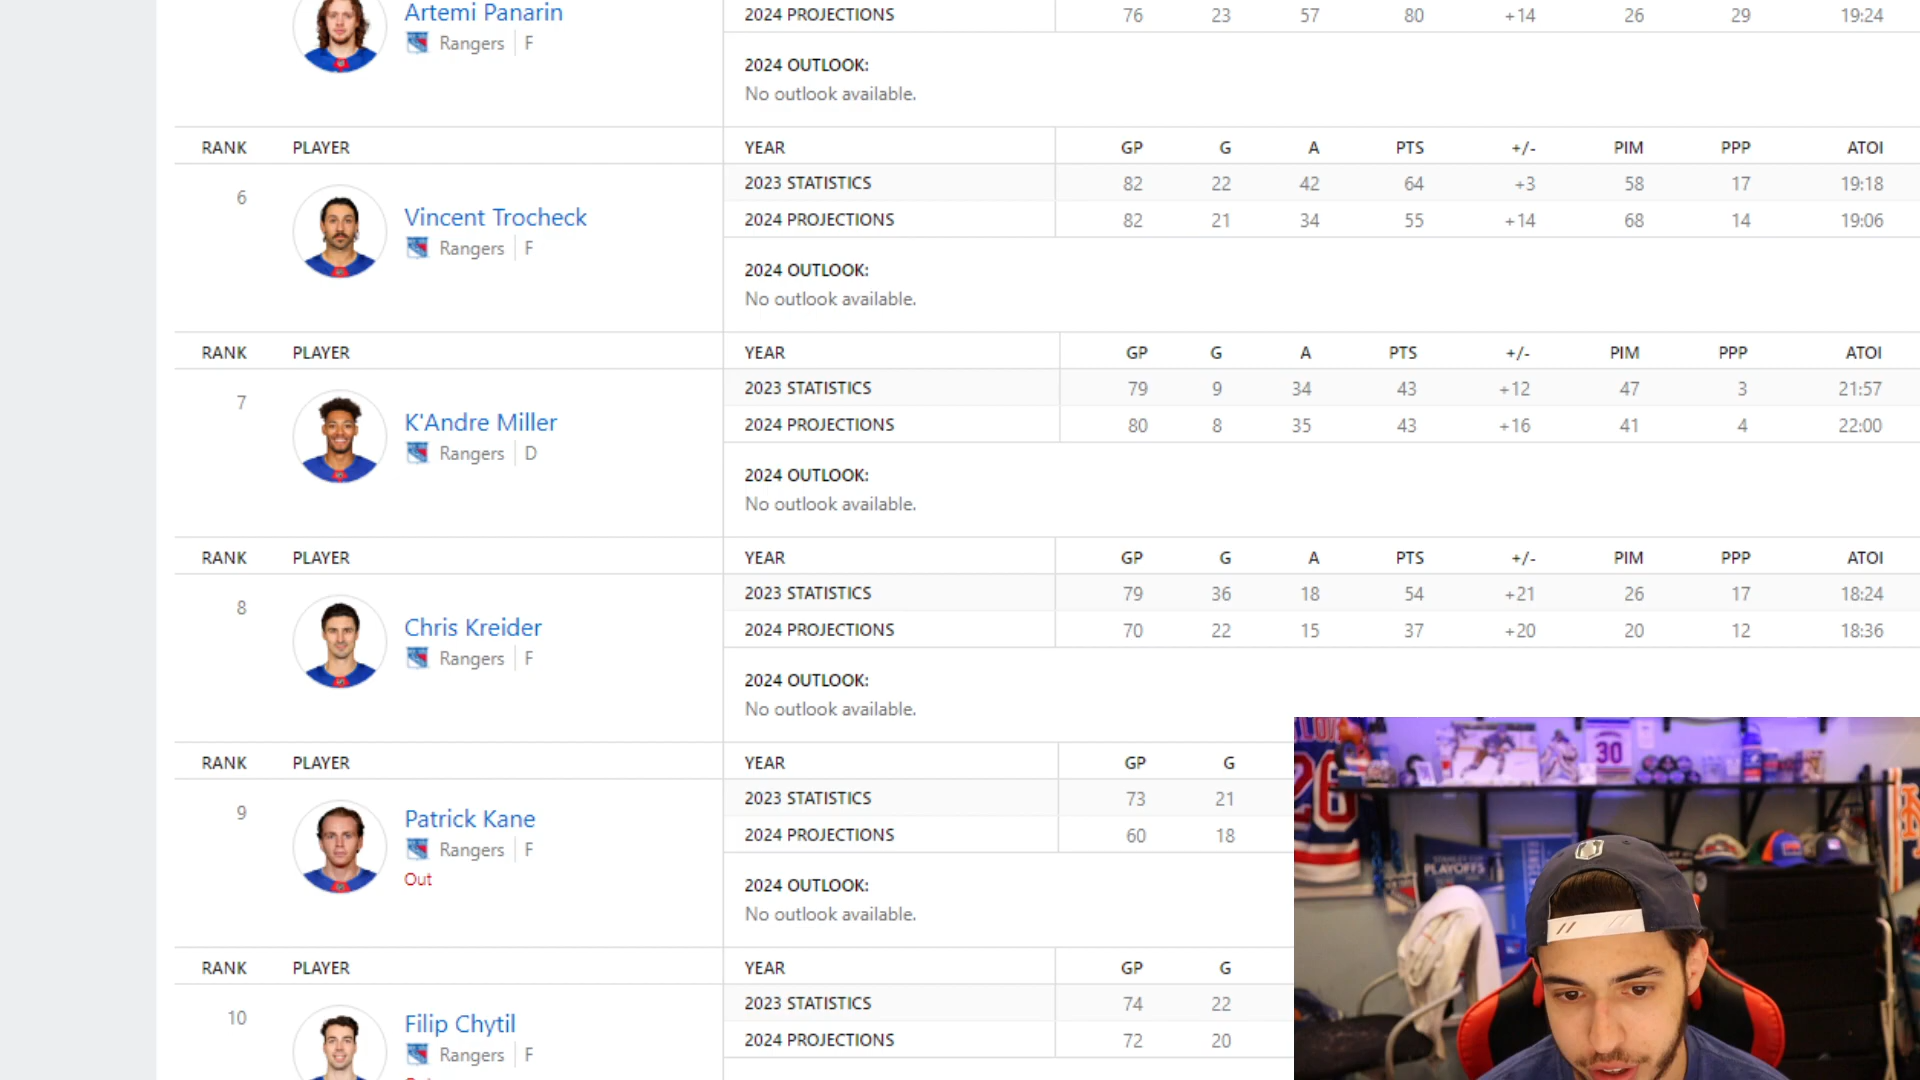 Artemi Panarin
Rangers F
2024 PROJECTIONS 76 23 57 80 +14 26 29 19:24
2024 OUTLOOK:
No outlook available.
RANK PLAYER YEAR GP G A PTS +/- PIM PPP ATOI
6
Vincent Trocheck
Rangers F
2023 STATISTICS 82 22 42 64 +3 58 17 19:18
2024 PROJECTIONS 82 21 34 55 +14 68 14 19:06
2024 OUTLOOK:
No outlook available.
RANK PLAYER YEAR GP G A PTS +/- PIM PPP ATOI
7
K'Andre Miller
Rangers D
2023 STATISTICS 79 9 34 43 +12 47 3 21:57
2024 PROJECTIONS 80 8 35 43 +16 41 4 22:00
2024 OUTLOOK:
No outlook available.
RANK PLAYER YEAR GP G A PTS +/- PIM PPP ATOI
8
Chris Kreider
Rangers F
2023 STATISTICS 79 36 18 54 +21 26 17 18:24
2024 PROJECTIONS 70 22 15 37 +20 20 12 18:36
2024 OUTLOOK:
No outlook available.
RANK PLAYER YEAR GP G
9
Patrick Kane
Rangers F
Out
2023 STATISTICS 73 21
2024 PROJECTIONS 60 18
2024 OUTLOOK:
No outlook available.
RANK PLAYER YEAR GP G
10
Filip Chytil
Rangers F
2023 STATISTICS 74 22
2024 PROJECTIONS 72 20
30
26
PLAYOFFS